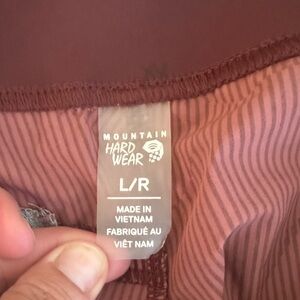 MOUNTAIN
HARD
WEAR
L/R
MADE IN
VIETNAM
FABRIQUÉ AU
VIÊT NAM